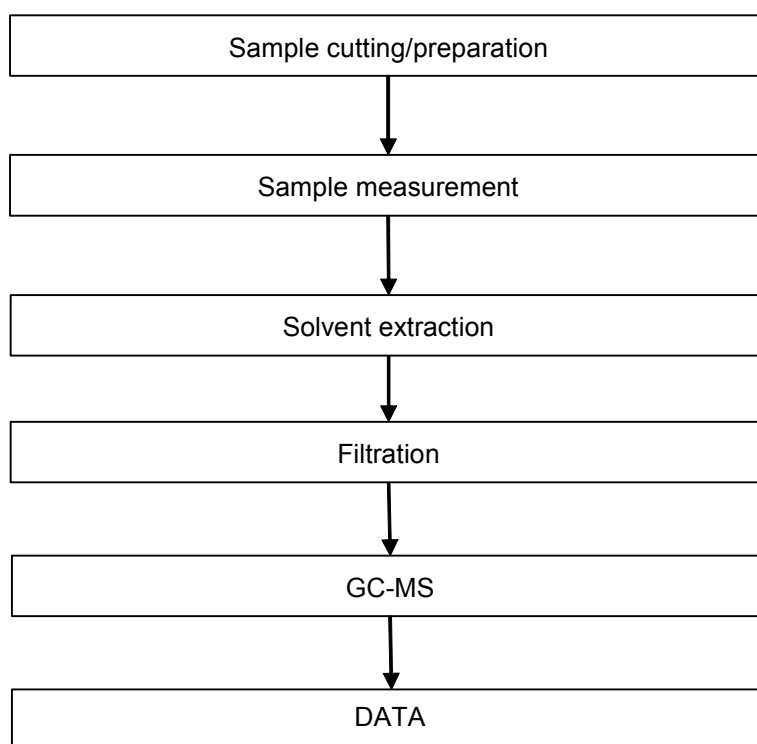 Sample cutting/preparation
Sample measurement
Solvent extraction
Filtration
GC-MS
DATA